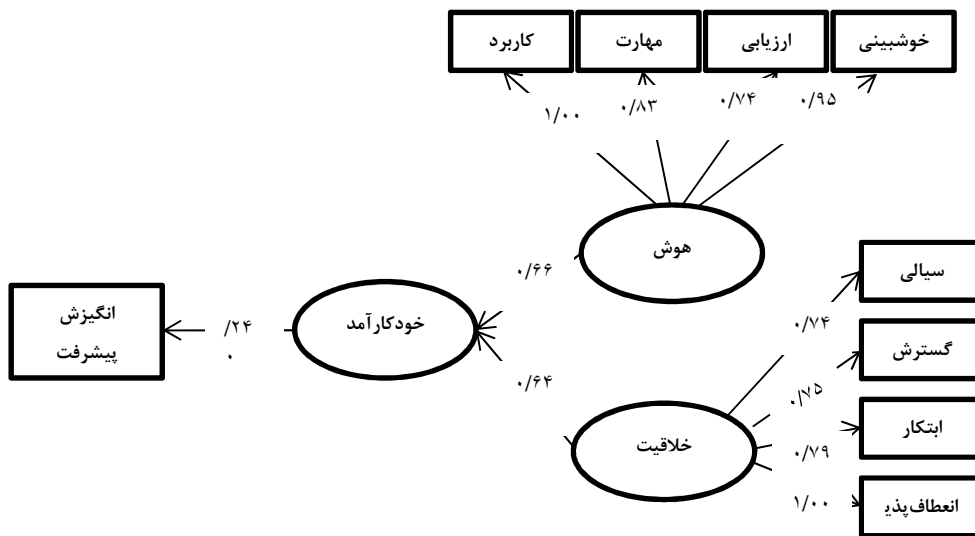 خوشبینی
ارزیابی
مهارت
کاربرد
۰/۹۵
۰/۷۴
۰/۸۳
۱/۰۰
هوش
سیالی
۰/۶۶
۰/۷۴
انگیزش
پیشرفت
/۲۴
۰
خودکارآمد
گسترش
۰/۷۵
۰/۶۴
خلاقیت
ابتکار
۰/۷۹
۱/۰۰
انعطاف‌پذی